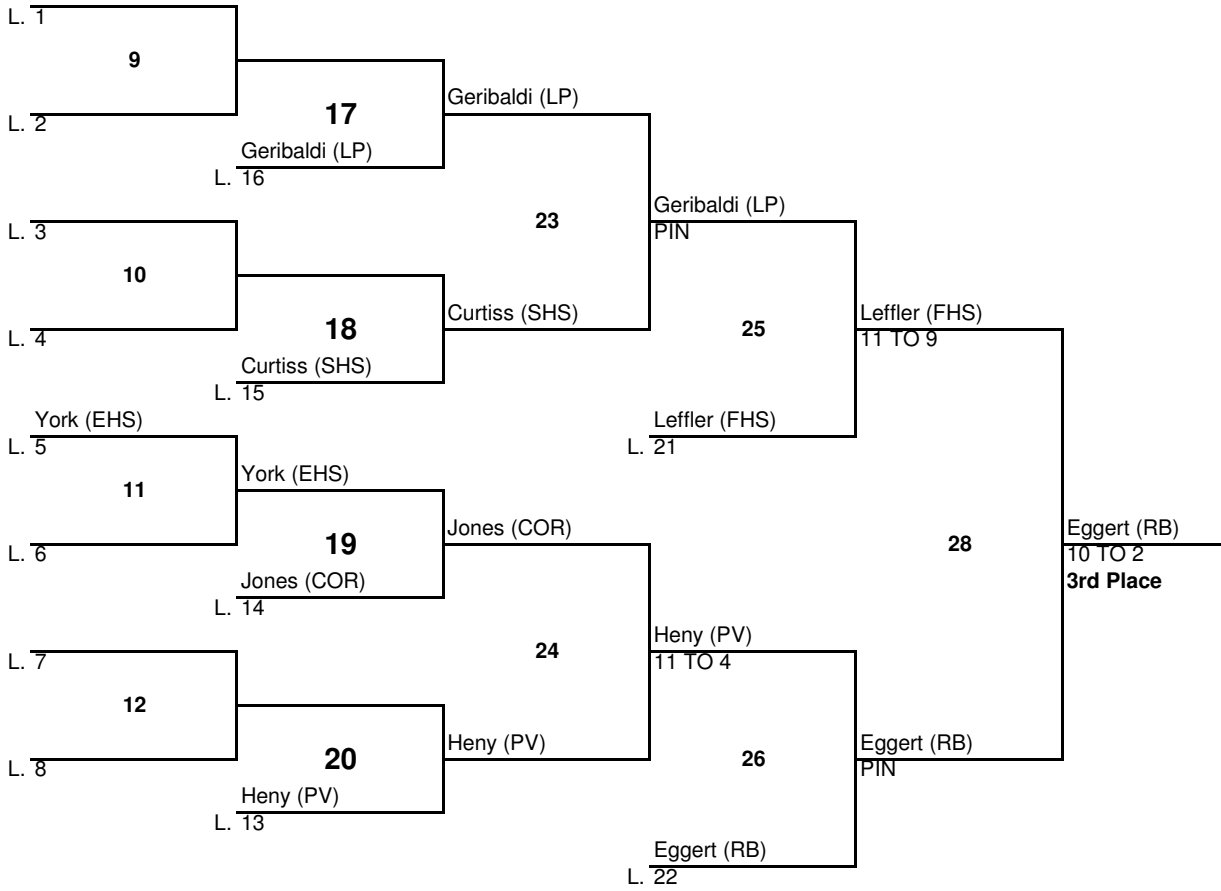 L. 1
9
L. 2
17
Geribaldi (LP)
Geribaldi (LP)
L. 16
L. 3
23
Geribaldi (LP)
PIN
10
L. 4
18
Curtiss (SHS)
Curtiss (SHS)
L. 15
25
Leffler (FHS)
11 TO 9
York (EHS)
L. 5
Leffler (FHS)
L. 21
11
York (EHS)
L. 6
19
Jones (COR)
Jones (COR)
L. 14
28
Eggert (RB)
10 TO 2
3rd Place
L. 7
24
Heny (PV)
11 TO 4
12
L. 8
20
Heny (PV)
Heny (PV)
L. 13
26
Eggert (RB)
PIN
Eggert (RB)
L. 22